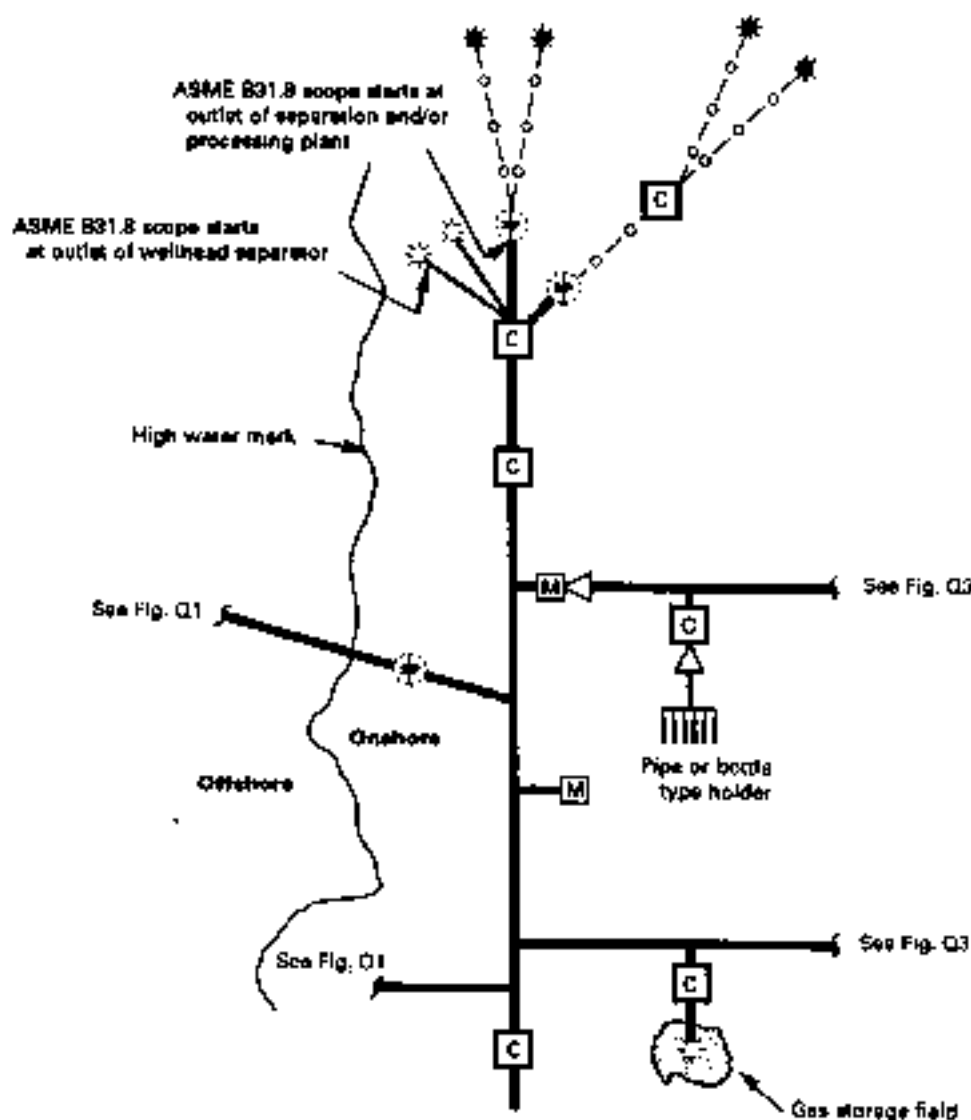 ASME B31.8 scope starts at
outlet of separation and/or
processing plant
ASME B31.8 scope starts
at outlet of wellhead separator
C
C
High water mark
C
M
See Fig. Q3
See Fig. Q1
C
Onshore
Offshore
Pipe or bottle
type holder
M
See Fig. Q3
See Fig. Q1
C
C
Gas storage field